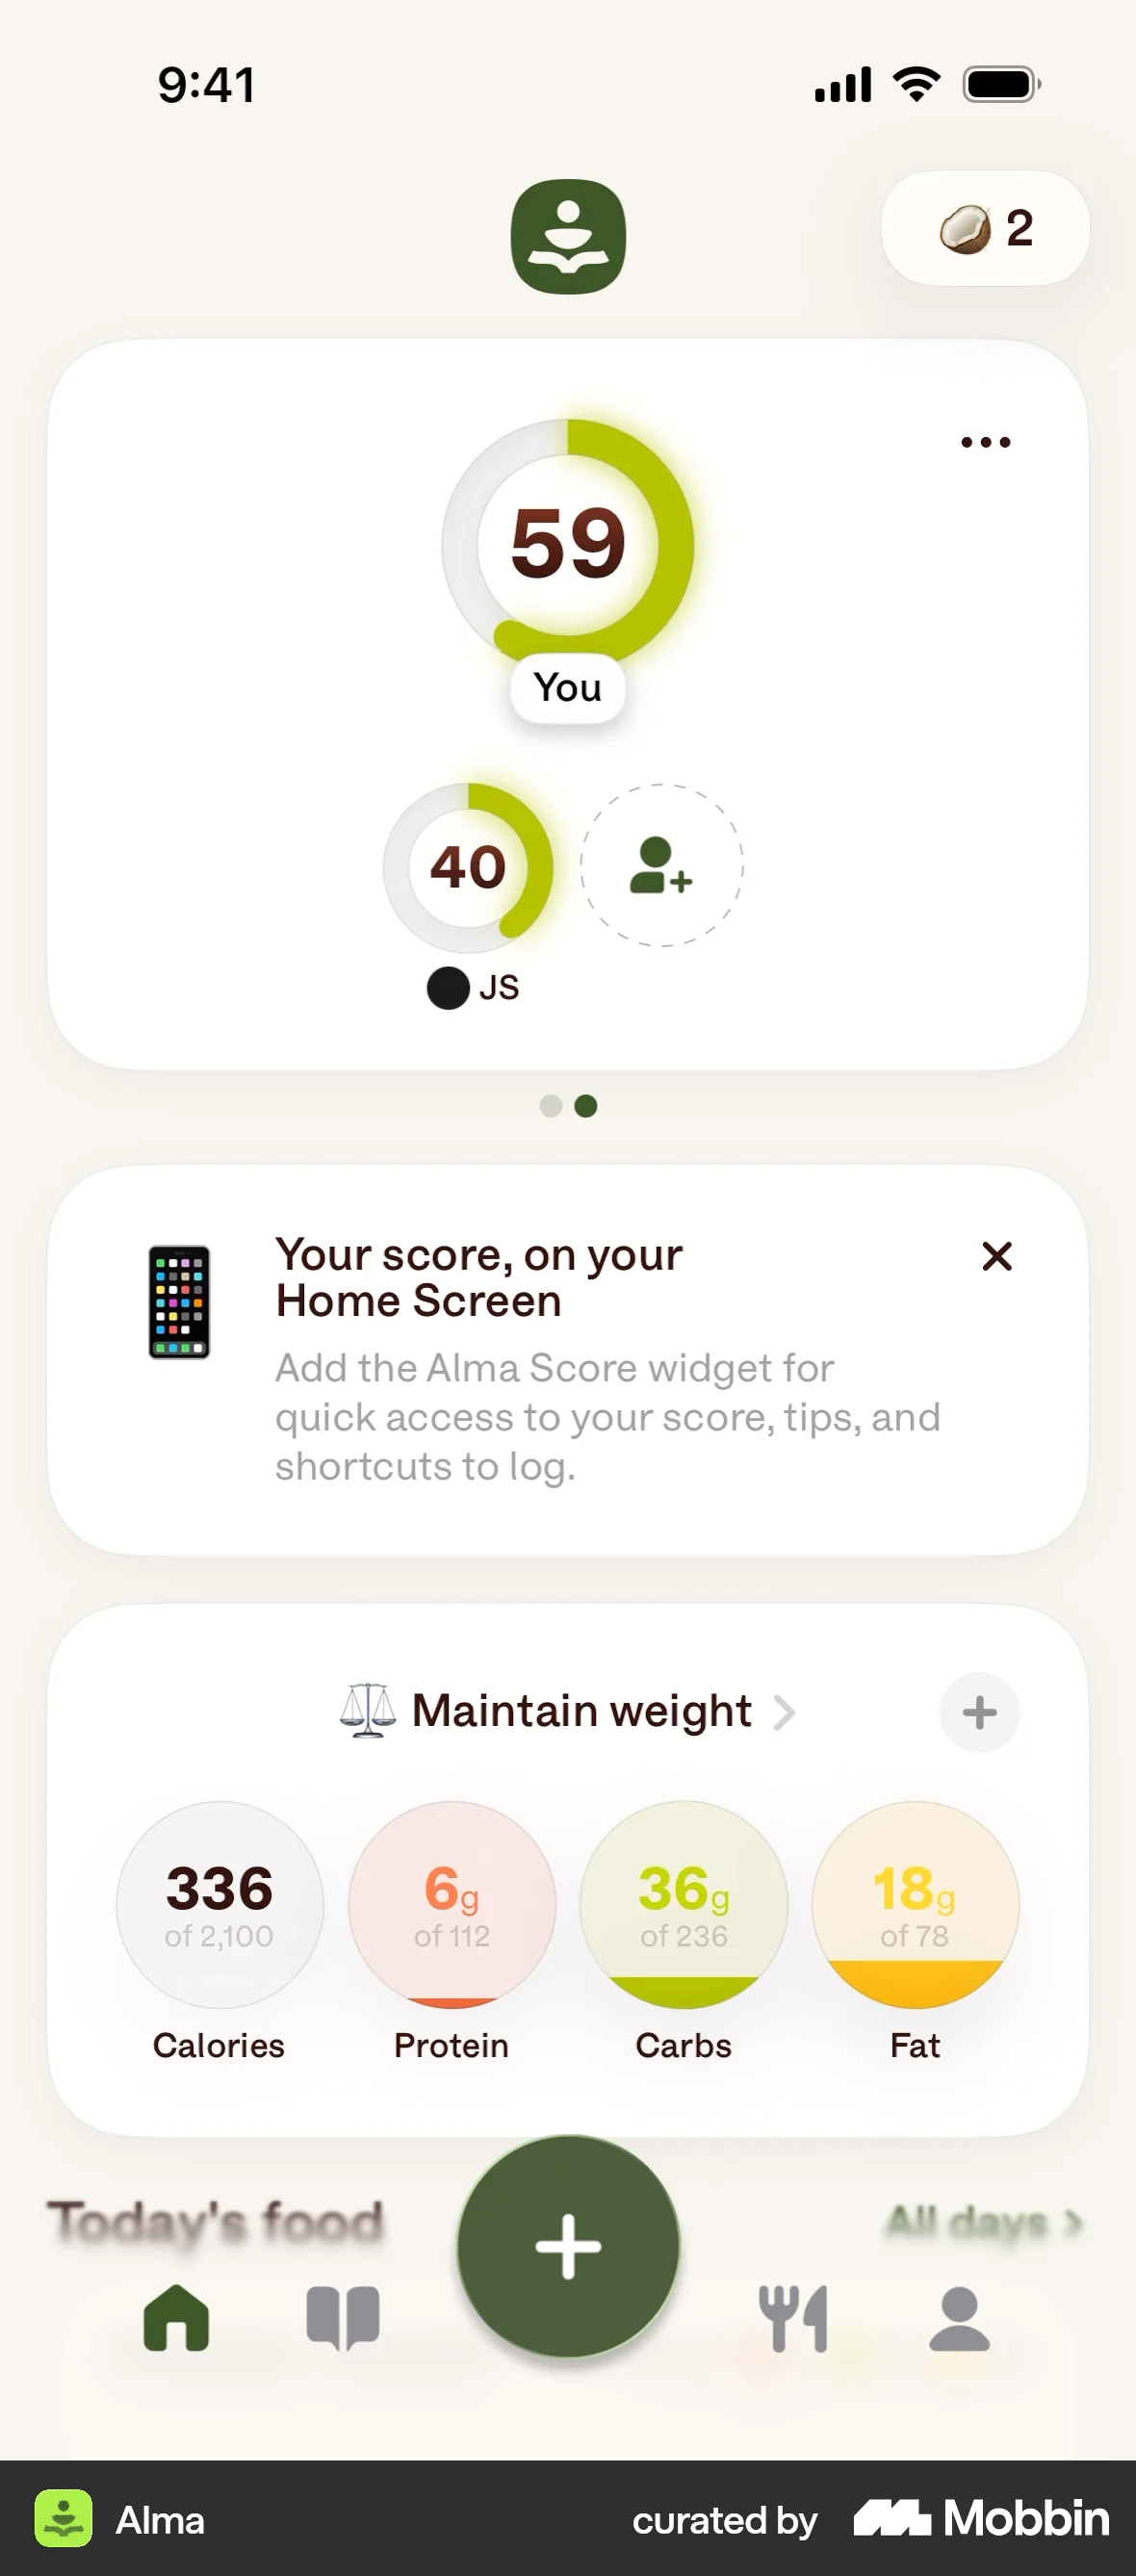 9:41
2
59
You
40
JS
Your score, on your
Home Screen
Add the Alma Score widget for
quick access to your score, tips, and
shortcuts to log.
Maintain weight
336
of 2,100
Calories
6g
of 112
Protein
36g
of 236
Carbs
18g
of 78
Fat
Today's food
All days
Alma
curated by Mobbin